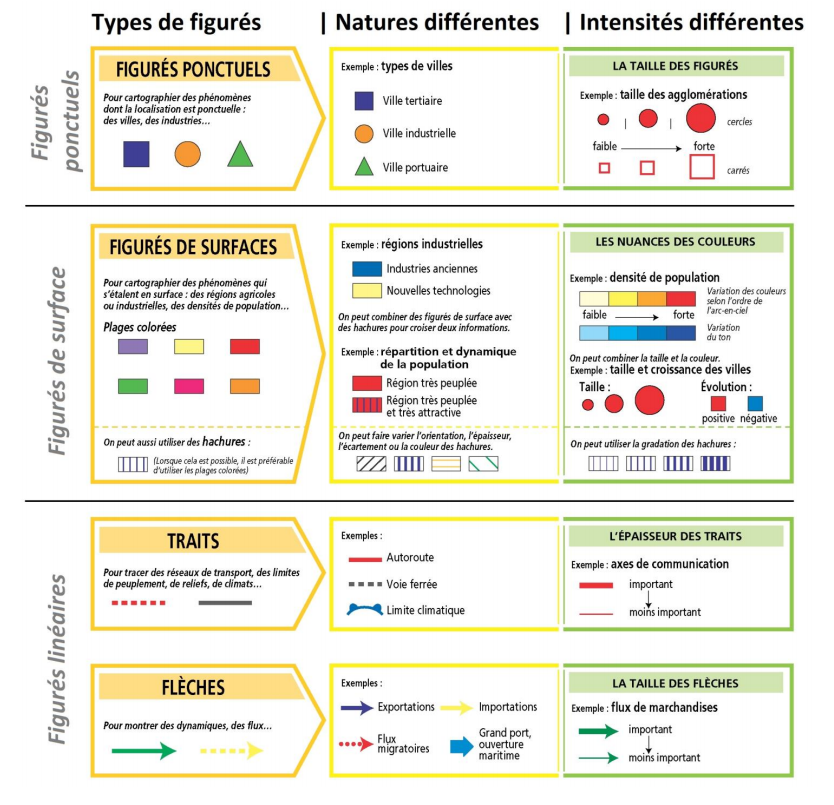 Types de figurés | Natures différentes | Intensités différentes
Figurés
ponctuels
FIGURÉS PONCTUELS
Pour cartographier des phénomènes
dont la localisation est ponctuelle :
des villes, des industries…
Exemple : types de villes
Ville tertiaire
Ville industrielle
Ville portuaire
LA TAILLE DES FIGURÉS
Exemple : taille des agglomérations
cercles
faible forte
carrés
Figurés de surface
FIGURÉS DE SURFACES
Pour cartographier des phénomènes qui
s'étalent en surface : des régions agricoles
ou industrielles, des densités de population…
Plages colorées
On peut aussi utiliser des hachures :
(Lorsque cela est possible, il est préférable
d'utiliser les plages colorées)
Exemple : régions industrielles
Industries anciennes
Nouvelles technologies
On peut combiner des figurés de surface avec
des hachures pour croiser deux informations.
Exemple : répartition et dynamique
de la population
Région très peuplée
Région très peuplée
et très attractive
On peut faire varier l'orientation, l'épaisseur,
l'écartement ou la couleur des hachures.
LES NUANCES DES COULEURS
Exemple : densité de population
Variation des couleurs
selon l'ordre de
l'arc-en-ciel
faible forte
Variation
du ton
On peut combiner la taille et la couleur.
Exemple : taille et croissance des villes
Taille : Évolution :
positive négative
On peut utiliser la gradation des hachures :
Figurés linéaires
TRAITS
Pour tracer des réseaux de transport, des limites
de peuplement, de reliefs, de climats…
Exemples :
Autoroute
Voie ferrée
Limite climatique
L'ÉPAISSEUR DES TRAITS
Exemple : axes de communication
important
moins important
FLÈCHES
Pour montrer des dynamiques, des flux…
Exemples :
Exportations Importations
Flux
migratoires
Grand port,
ouverture
maritime
LA TAILLE DES FLÈCHES
Exemple : flux de marchandises
important
moins important